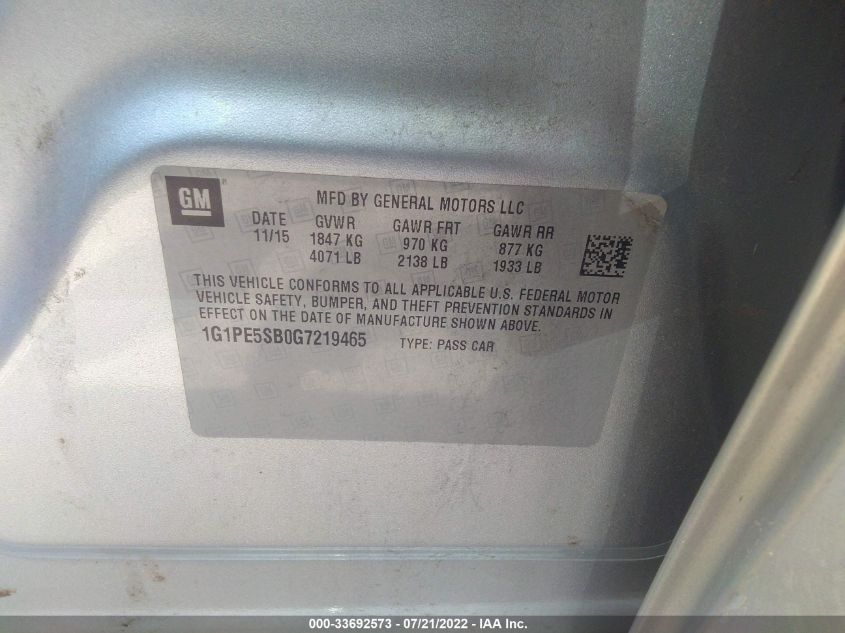 GM
MFD BY GENERAL MOTORS LLC
DATE GVWR GAWR FRT GAWR RR
11/15 1847 KG 970 KG 877 KG
4071 LB 2138 LB 1933 LB
THIS VEHICLE CONFORMS TO ALL APPLICABLE U.S. FEDERAL MOTOR
VEHICLE SAFETY, BUMPER, AND THEFT PREVENTION STANDARDS IN
EFFECT ON THE DATE OF MANUFACTURE SHOWN ABOVE.
1G1PE5SB0G7219465 TYPE: PASS CAR
000-33692573 - 07/21/2022 - IAA Inc.